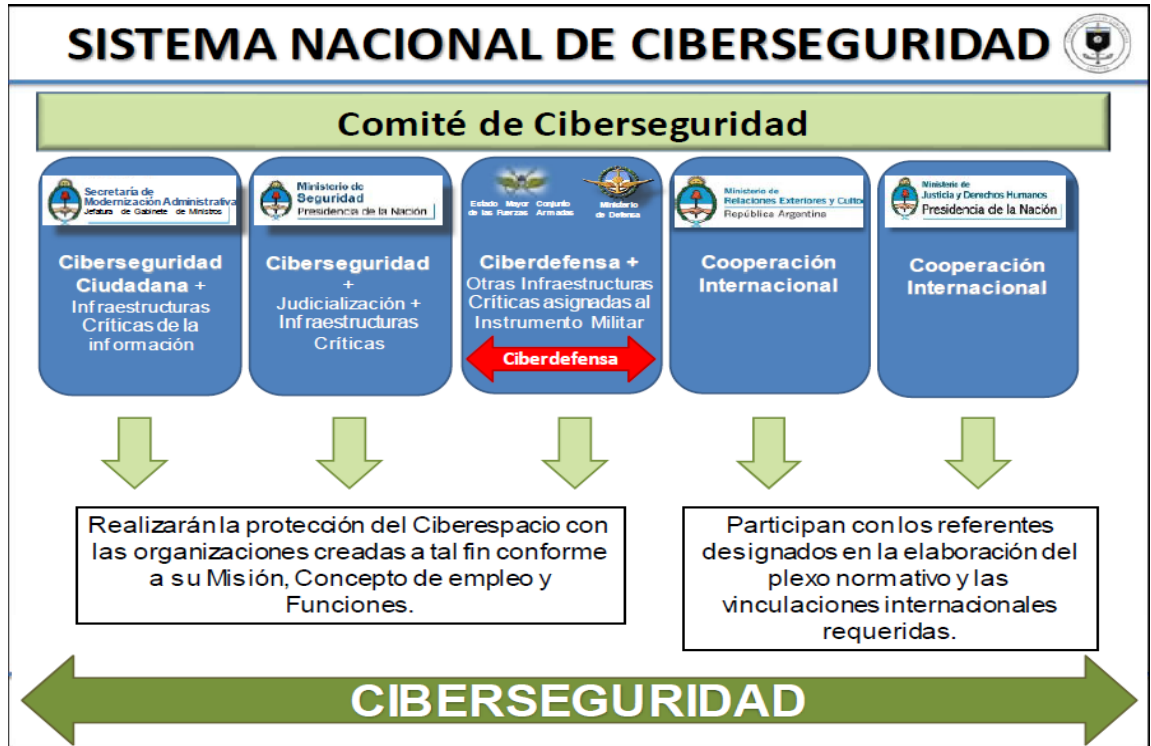 SISTEMA NACIONAL DE CIBERSEGURIDAD
Comité de Ciberseguridad
Secretaría de
Modernización Administrativa
Jefatura de Gabinete de Ministros
Ciberseguridad
Ciudadana +
Infraestructuras
Críticas de la
información
Ministerio de
Seguridad
Presidencia de la Nación
Ciberseguridad
+
Judicialización +
Infraestructuras
Críticas
Estado Mayor Conjunto
de las Fuerzas Armadas
Ministerio
de Defensa
Ciberdefensa +
Otras Infraestructuras
Críticas asignadas al
Instrumento Militar
Ciberdefensa
Ministerio de
Relaciones Exteriores y Culto
República Argentina
Cooperación
Internacional
Ministerio de
Justicia y Derechos Humanos
Presidencia de la Nación
Cooperación
Internacional
Realizarán la protección del Ciberespacio con
las organizaciones creadas a tal fin conforme
a su Misión, Concepto de empleo y
Funciones.
Participan con los referentes
designados en la elaboración del
plexo normativo y las
vinculaciones internacionales
requeridas.
CIBERSEGURIDAD